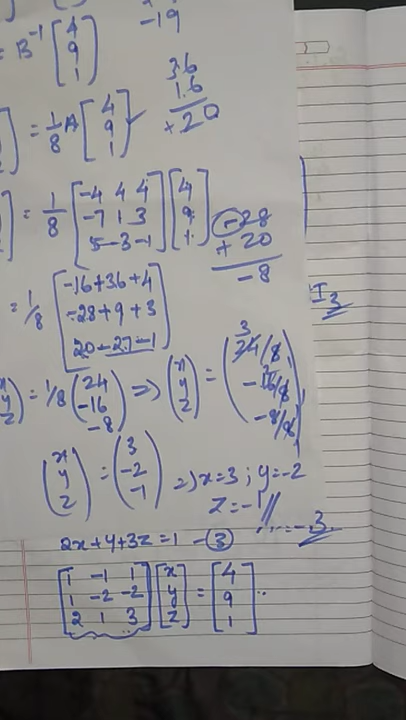 -19
= B⁻¹ [4 9 1]
36
16
+20
= 1/8 A [4 9 1]
= 1/8 [-4 4 4 -7 1 3 5 -3 -1] [4 9 1]
-28
+ 20
-8
= 1/8 [-16+36+4 -28+9+3 20-27-1]
I3
= 1/8 (24 -16 -8) => (x y z) = (24/8 3 -16/8 -8/8)
(x y z) = (3 -2 -1) => x=3 ; y=-2
z=-1 //
2x+y+3z=1 - (3)
[1 -1 1 1 -2 -2 2 1 3] [x y z] = [4 9 1]